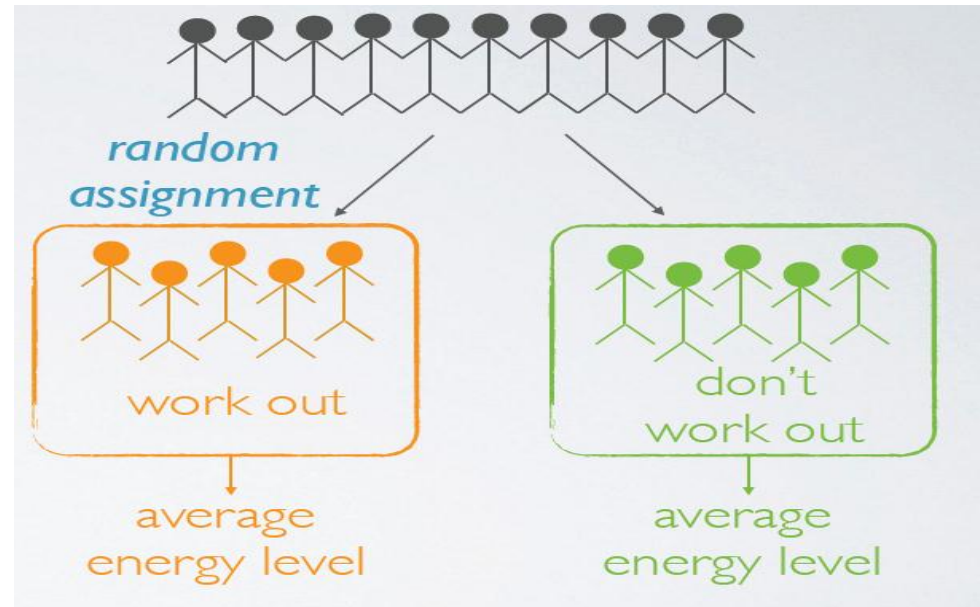 random
assignment
work out
don't
work out
average
energy level
average
energy level